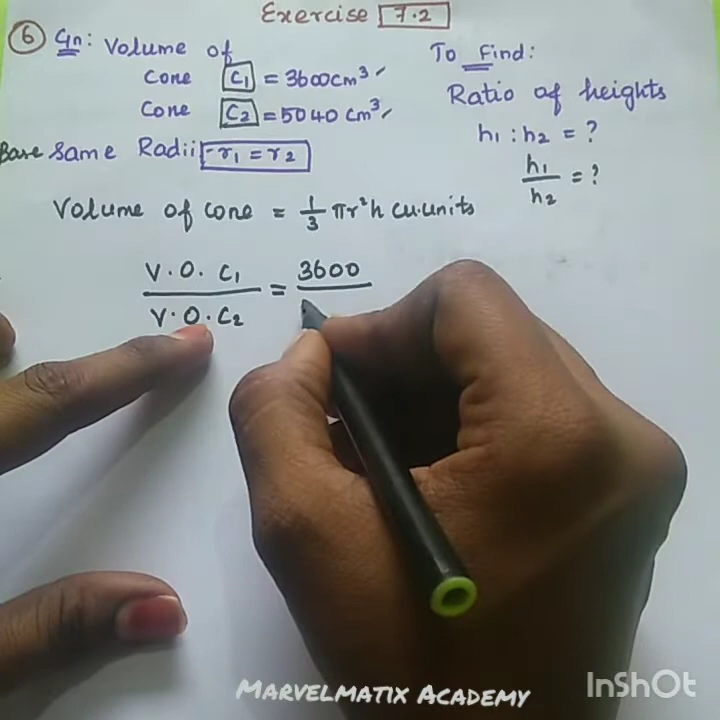 Exercise 7.2
6 Gn: Volume of
Cone C1 = 3600cm³
Cone C2 = 5040 cm³
Base Same Radii - r1 = r2
To Find:
Ratio of heights
h1 : h2 = ?
h1/h2 = ?
Volume of Cone = 1/3 πr²h cu.units
V.O. C1 / V.O. C2 = 3600
MARVELMATIX ACADEMY
InShOt